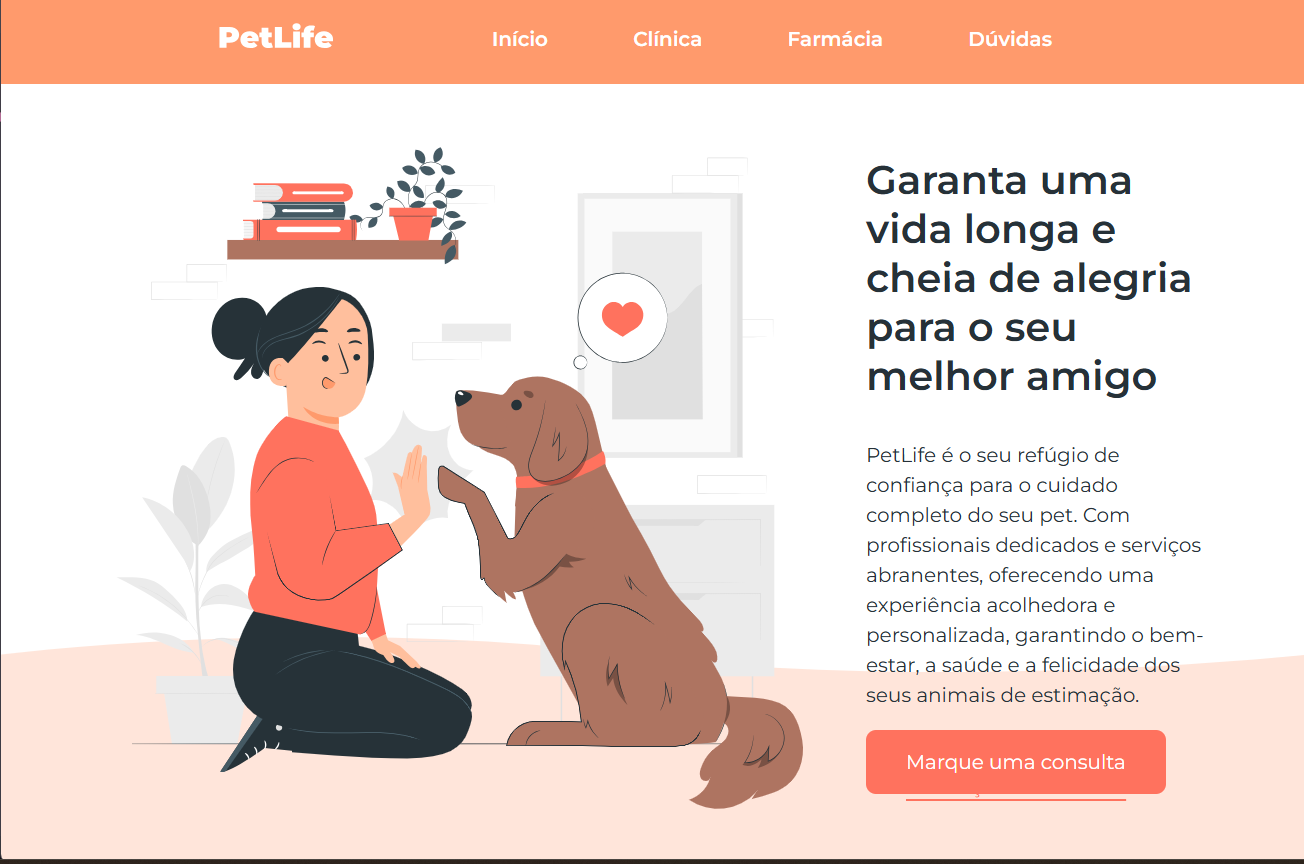 PetLife
Início
Clínica
Farmácia
Dúvidas
Garanta uma
vida longa e
cheia de alegria
para o seu
melhor amigo
PetLife é o seu refúgio de
confiança para o cuidado
completo do seu pet. Com
profissionais dedicados e serviços
abranentes, oferecendo uma
experiência acolhedora e
personalizada, garantindo o bem-
estar, a saúde e a felicidade dos
seus animais de estimação.
Marque uma consulta